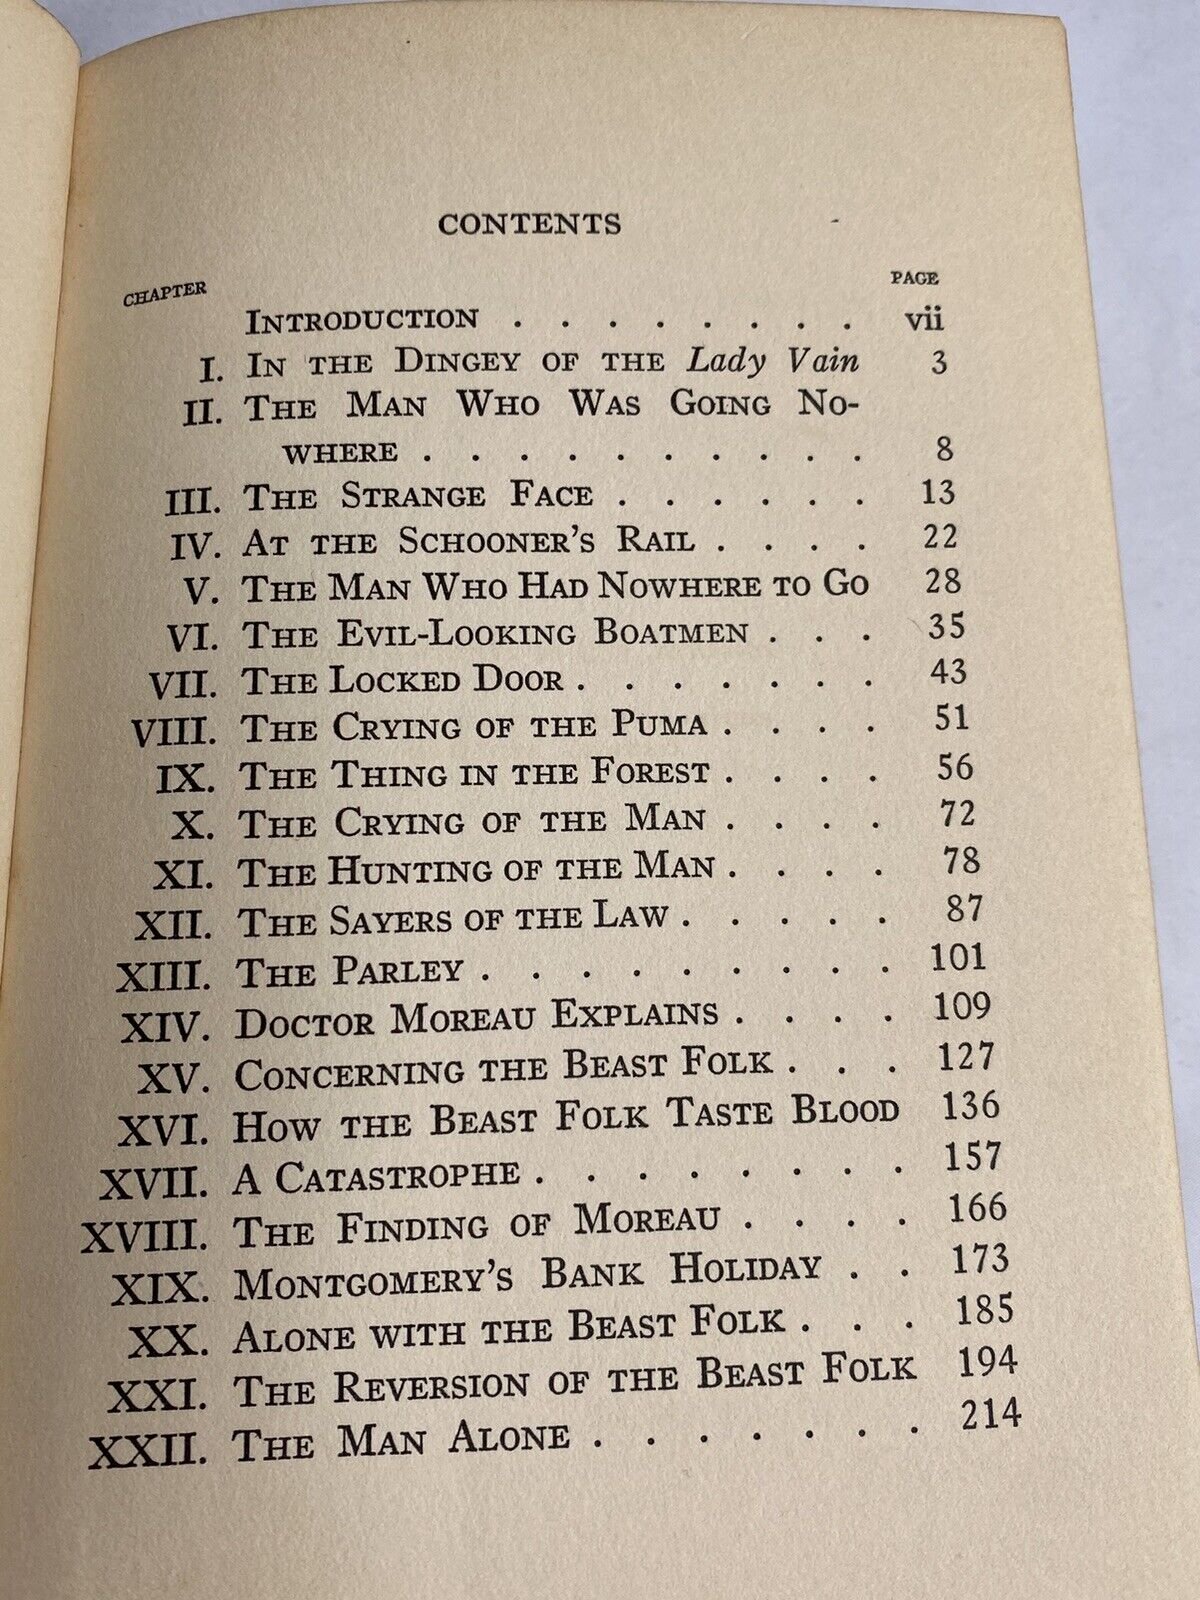 CONTENTS
CHAPTER PAGE
INTRODUCTION . . . . . . . . vii
I. IN THE DINGEY OF THE Lady Vain 3
II. THE MAN WHO WAS GOING NO-
WHERE . . . . . . . . . . 8
III. THE STRANGE FACE . . . . . . 13
IV. AT THE SCHOONER'S RAIL . . . . 22
V. THE MAN WHO HAD NOWHERE TO GO 28
VI. THE EVIL-LOOKING BOATMEN . . . 35
VII. THE LOCKED DOOR . . . . . . . 43
VIII. THE CRYING OF THE PUMA . . . . 51
IX. THE THING IN THE FOREST . . . . 56
X. THE CRYING OF THE MAN . . . . 72
XI. THE HUNTING OF THE MAN . . . . 78
XII. THE SAYERS OF THE LAW . . . . . 87
XIII. THE PARLEY . . . . . . . . . 101
XIV. DOCTOR MOREAU EXPLAINS . . . . 109
XV. CONCERNING THE BEAST FOLK . . . 127
XVI. HOW THE BEAST FOLK TASTE BLOOD 136
XVII. A CATASTROPHE . . . . . . . . 157
XVIII. THE FINDING OF MOREAU . . . . 166
XIX. MONTGOMERY'S BANK HOLIDAY . . 173
XX. ALONE WITH THE BEAST FOLK . . . 185
XXI. THE REVERSION OF THE BEAST FOLK 194
XXII. THE MAN ALONE . . . . . . . 214